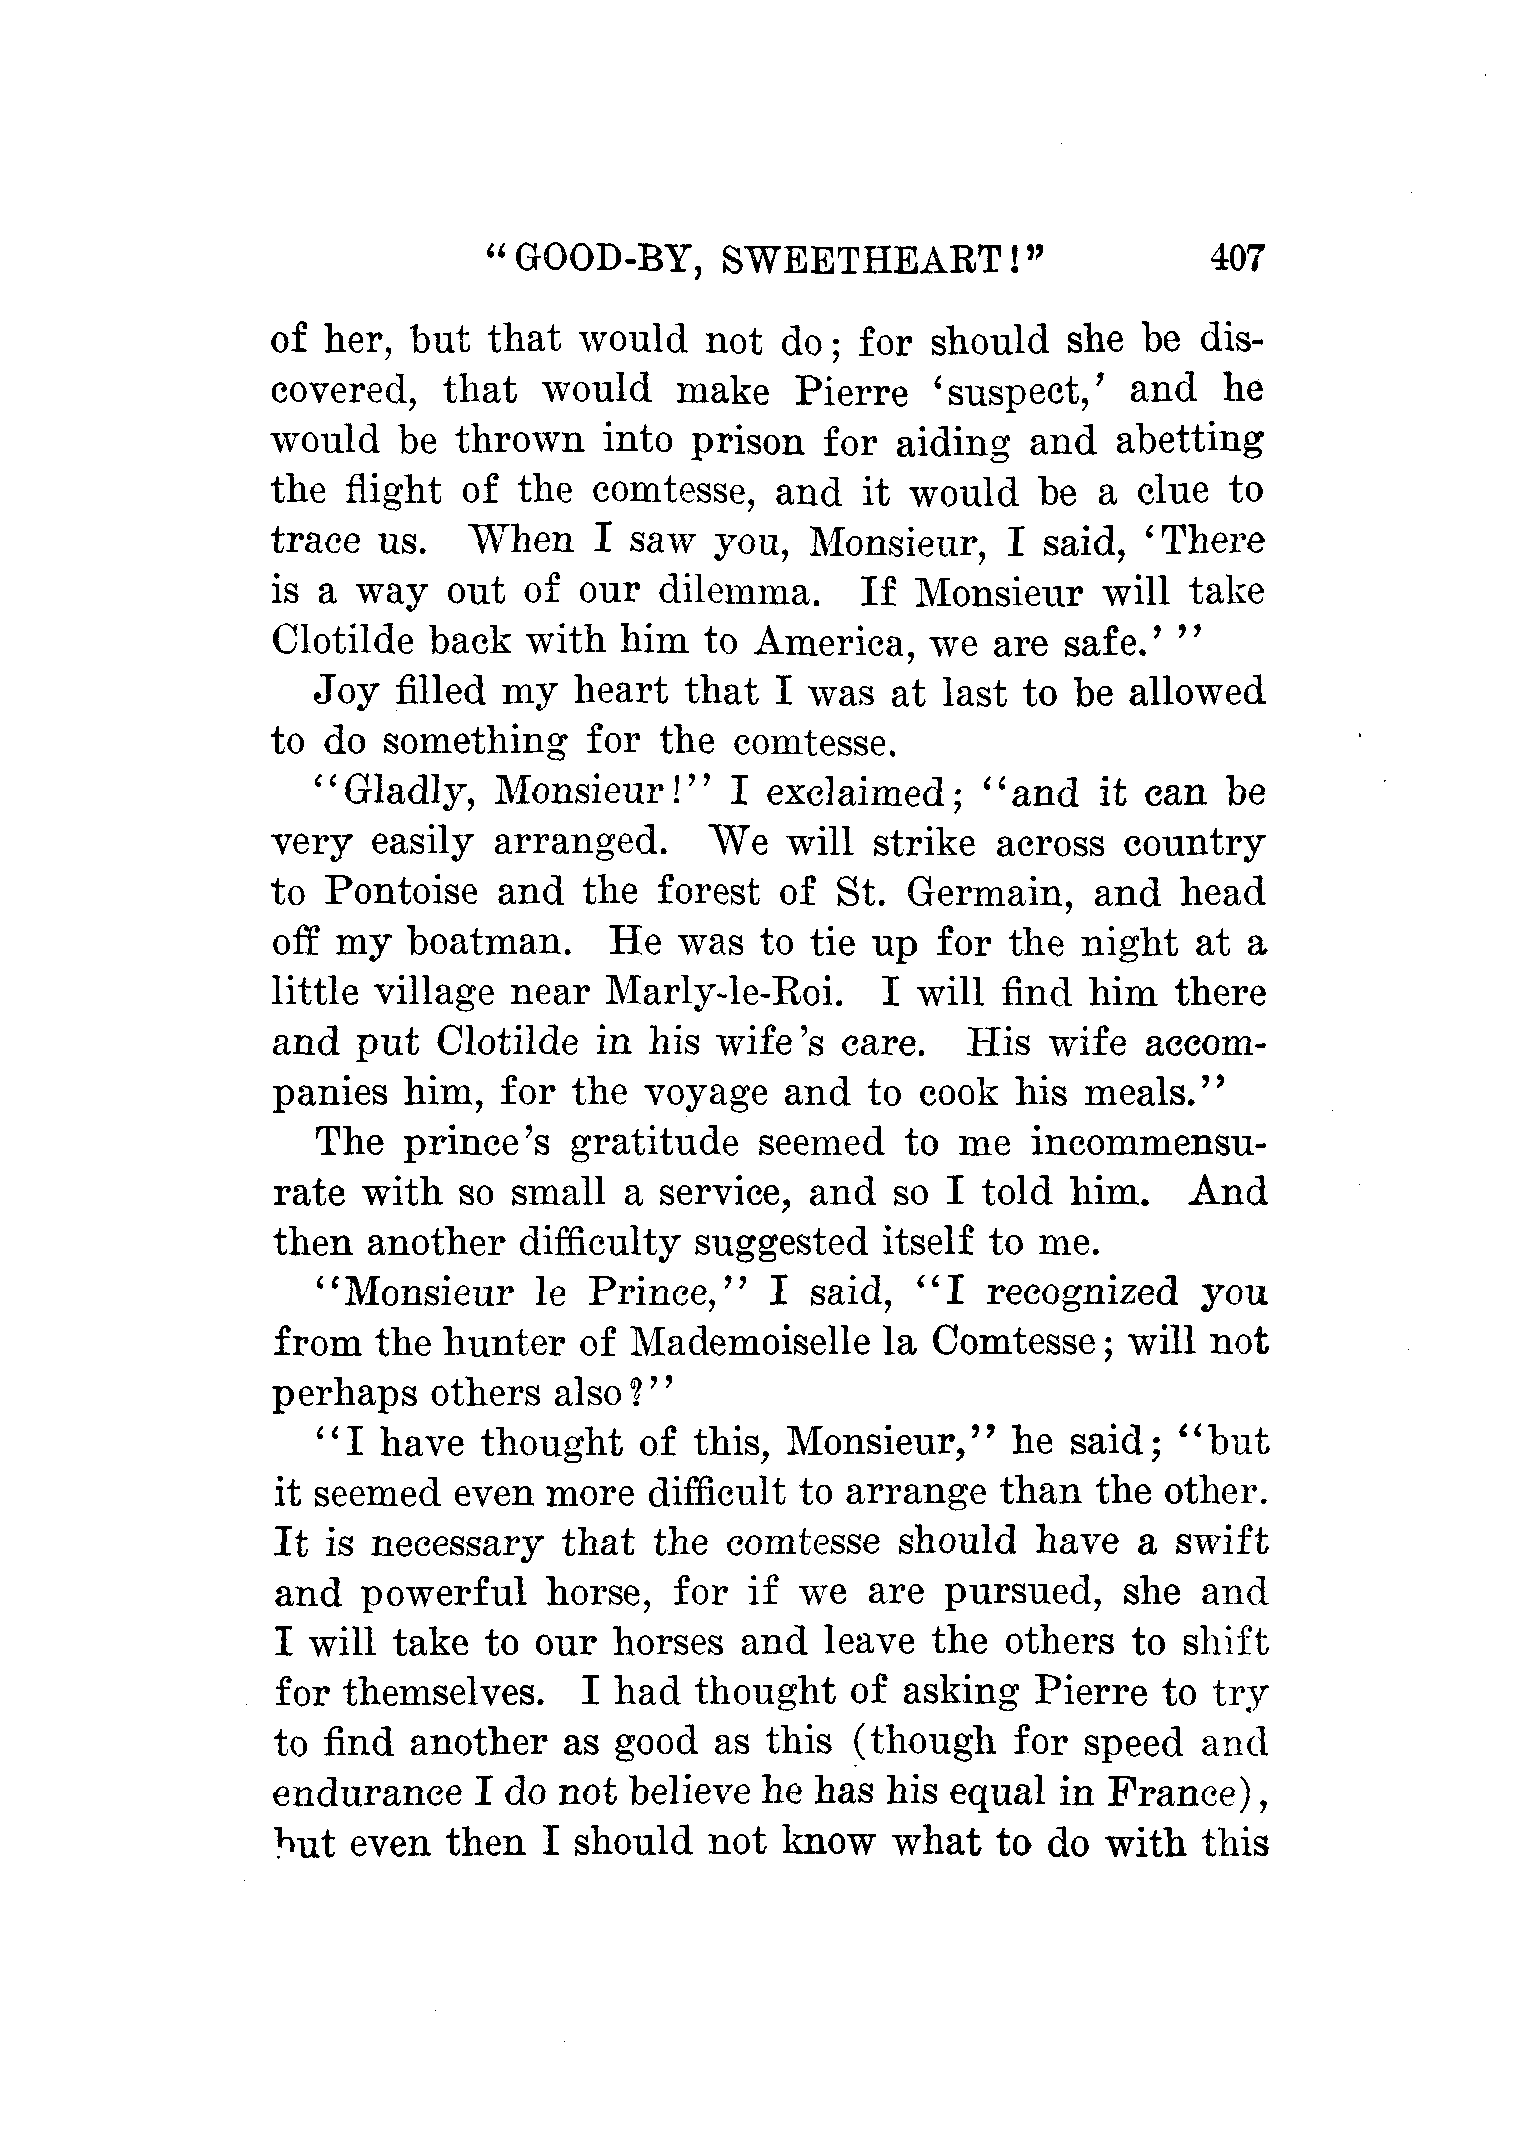 "GOOD-BY, SWEETHEART!" 407
of her, but that would not do; for should she be dis-
covered, that would make Pierre 'suspect,' and he
would be thrown into prison for aiding and abetting
the flight of the comtesse, and it would be a clue to
trace us. When I saw you, Monsieur, I said, 'There
is a way out of our dilemma. If Monsieur will take
Clotilde back with him to America, we are safe.' "
Joy filled my heart that I was at last to be allowed
to do something for the comtesse.
"Gladly, Monsieur!" I exclaimed; "and it can be
very easily arranged. We will strike across country
to Pontoise and the forest of St. Germain, and head
off my boatman. He was to tie up for the night at a
little village near Marly-le-Roi. I will find him there
and put Clotilde in his wife's care. His wife accom-
panies him, for the voyage and to cook his meals."
The prince's gratitude seemed to me incommensu-
rate with so small a service, and so I told him. And
then another difficulty suggested itself to me.
"Monsieur le Prince," I said, "I recognized you
from the hunter of Mademoiselle la Comtesse; will not
perhaps others also?"
"I have thought of this, Monsieur," he said; "but
it seemed even more difficult to arrange than the other.
It is necessary that the comtesse should have a swift
and powerful horse, for if we are pursued, she and
I will take to our horses and leave the others to shift
for themselves. I had thought of asking Pierre to try
to find another as good as this (though for speed and
endurance I do not believe he has his equal in France),
but even then I should not know what to do with this